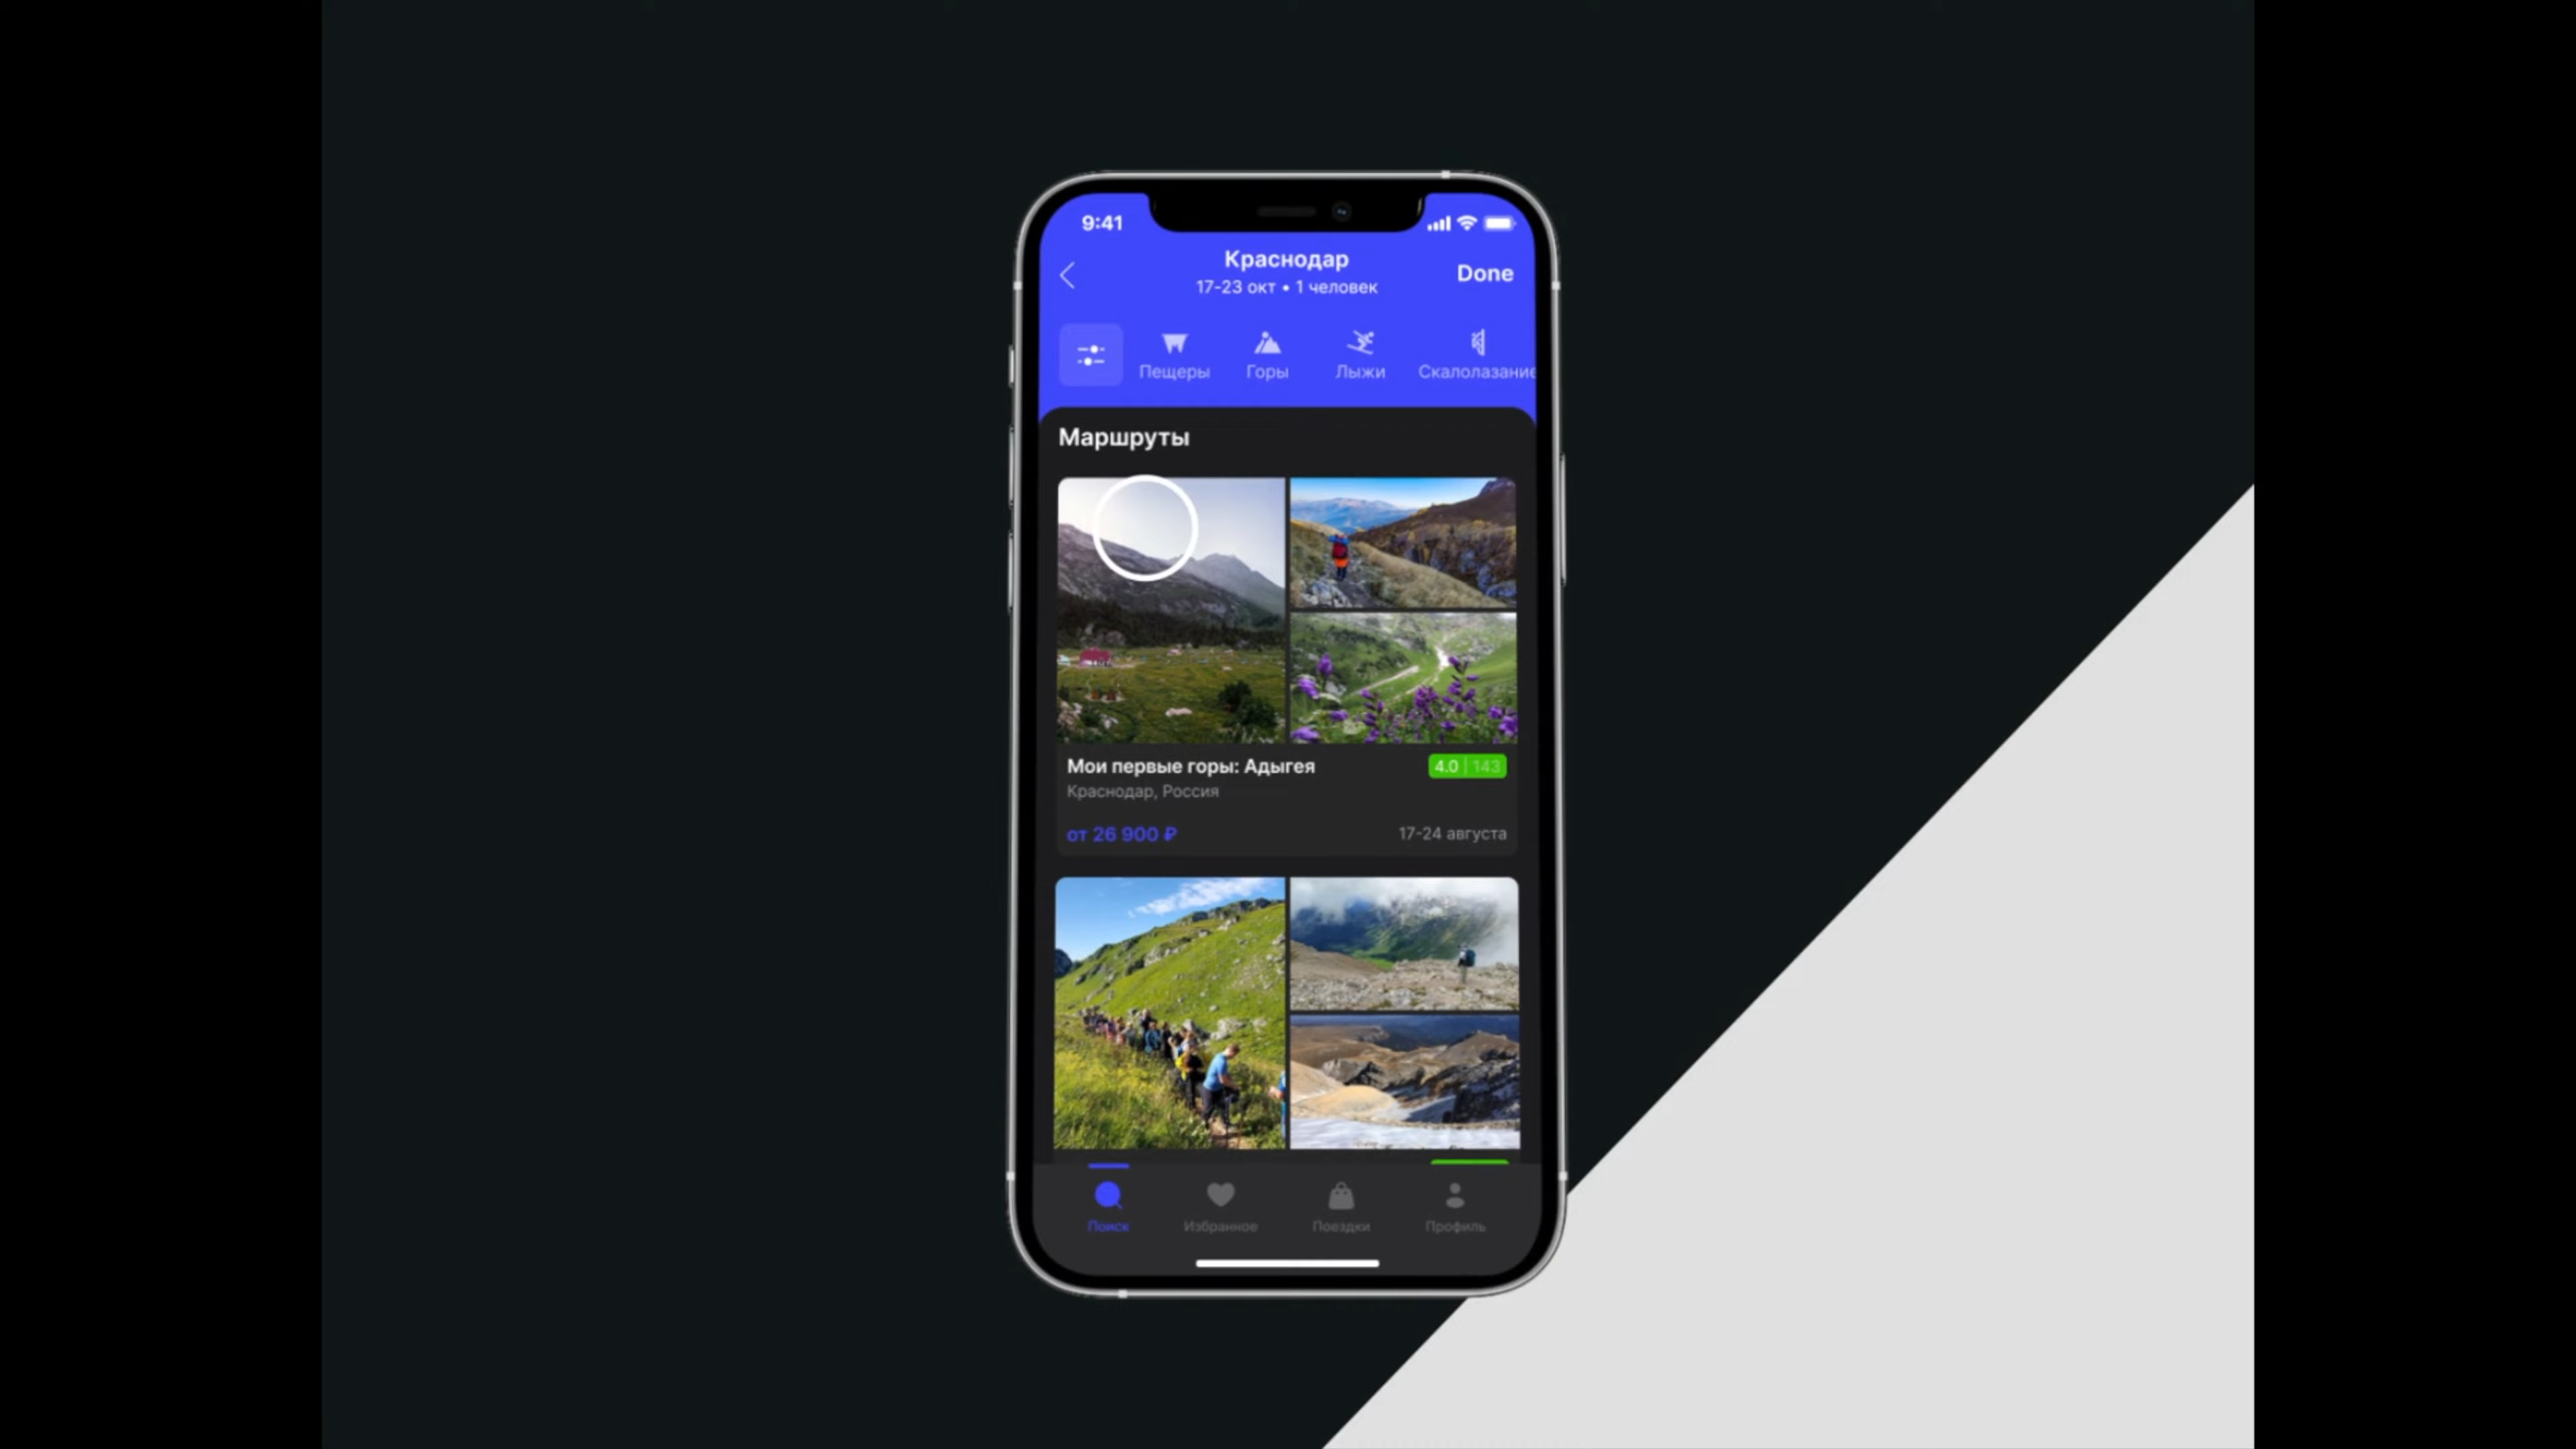 9:41
Краснодар
17-23 окт • 1 человек
Done
Пещеры
Горы
Лыжи
Скалолазание
Маршруты
Мои первые горы: Адыгея
4.0 | 143
Краснодар, Россия
от 26 900 ₽
17-24 августа
Поиск
Избранное
Поездки
Профиль